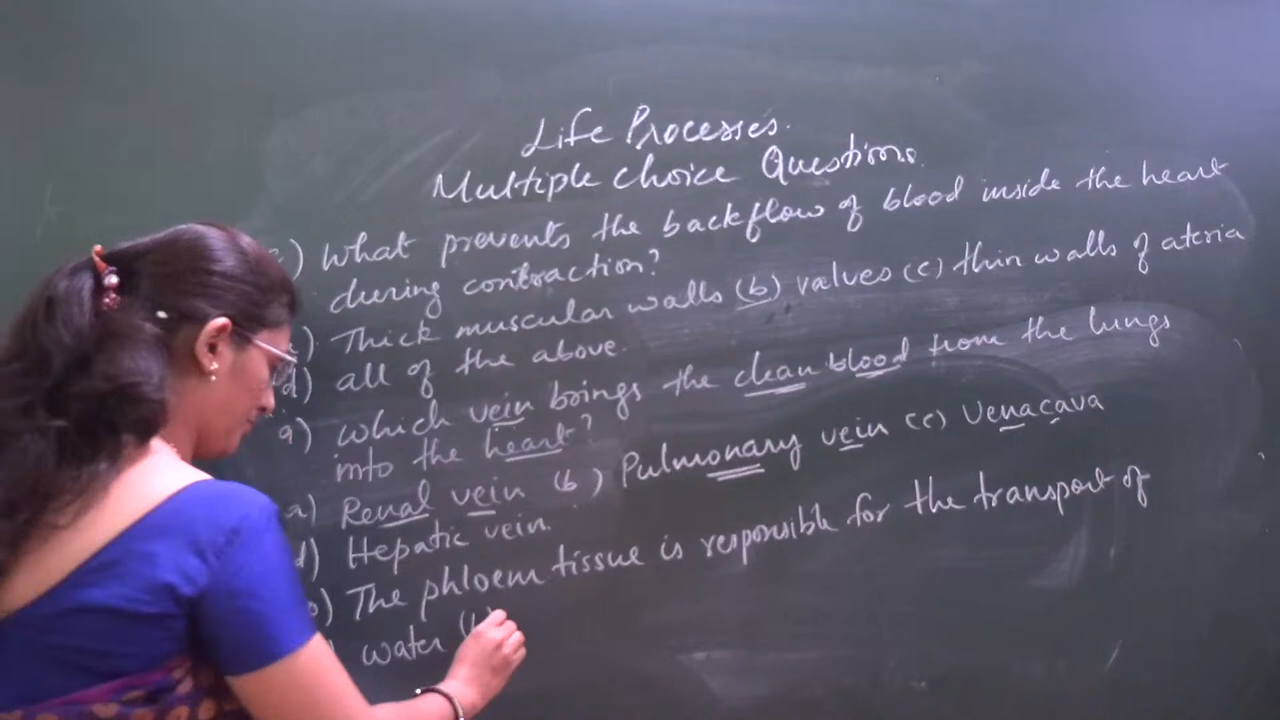 Life Processes.
Multiple choice Questions.
) What prevents the backflow of blood inside the heart
during contraction?
) Thick muscular walls (b) valves (c) thin walls of ateria
d) all of the above.
9) which vein brings the clean blood from the lungs
into the heart?
a) Renal vein (b) Pulmonary vein (c) Venacava
d) Hepatic vein.
) The phloem tissue is responsible for the transport of
water (b)